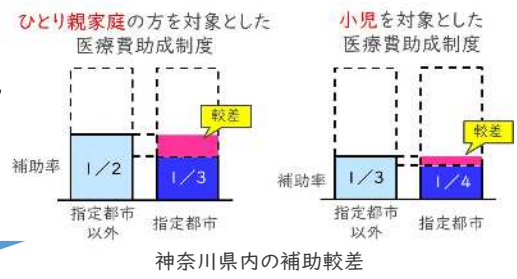 ひとり親家庭の方を対象とした
医療費助成制度
較差
補助率
1/2
1/3
指定都市
以外
指定都市
小児を対象とした
医療費助成制度
較差
補助率
1/3
1/4
指定都市
以外
指定都市
神奈川県内の補助較差